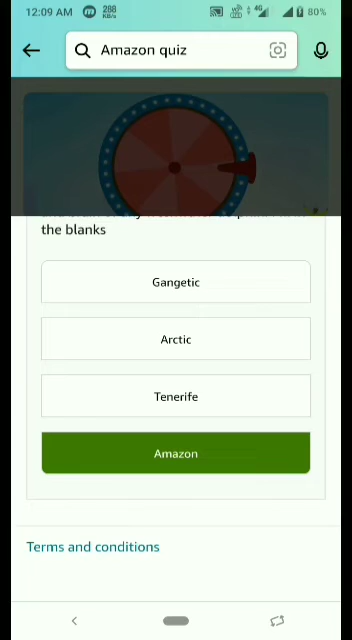 12:09 AM
288
KB/s
4G
80%
Amazon quiz
the blanks
Gangetic
Arctic
Tenerife
Amazon
Terms and conditions